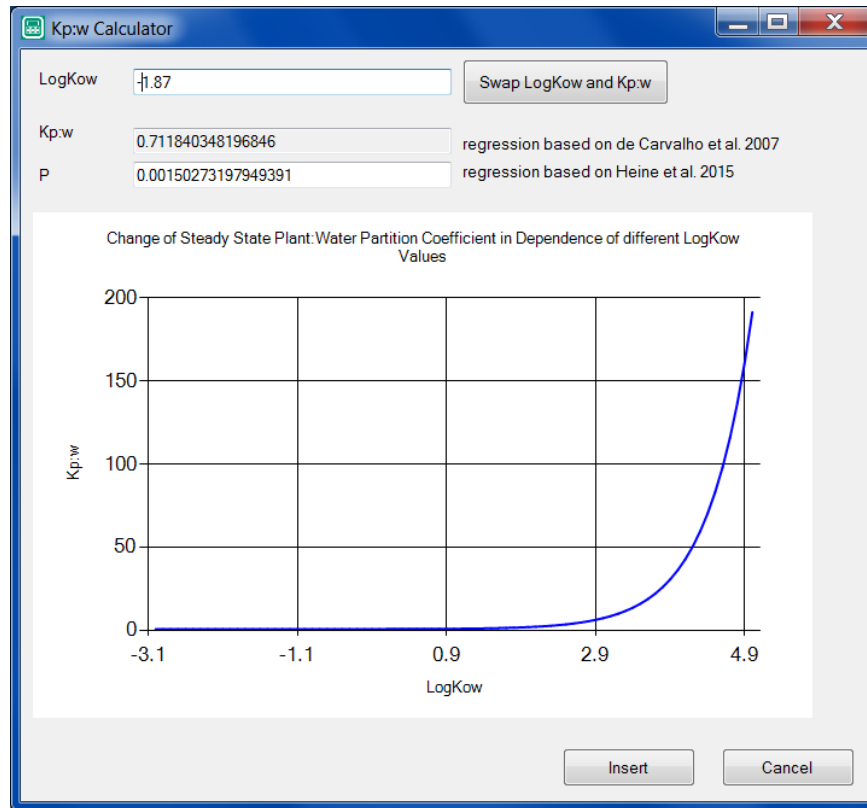 Kp:w Calculator
LogKow
-1.87
Swap LogKow and Kp:w
Kp:w
0.711840348196846
regression based on de Carvalho et al. 2007
P
0.00150273197949391
regression based on Heine et al. 2015
Change of Steady State Plant:Water Partition Coefficient in Dependence of different LogKow
Values
200
150
100
50
0
Kp:w
-3.1
-1.1
0.9
2.9
4.9
LogKow
Insert
Cancel